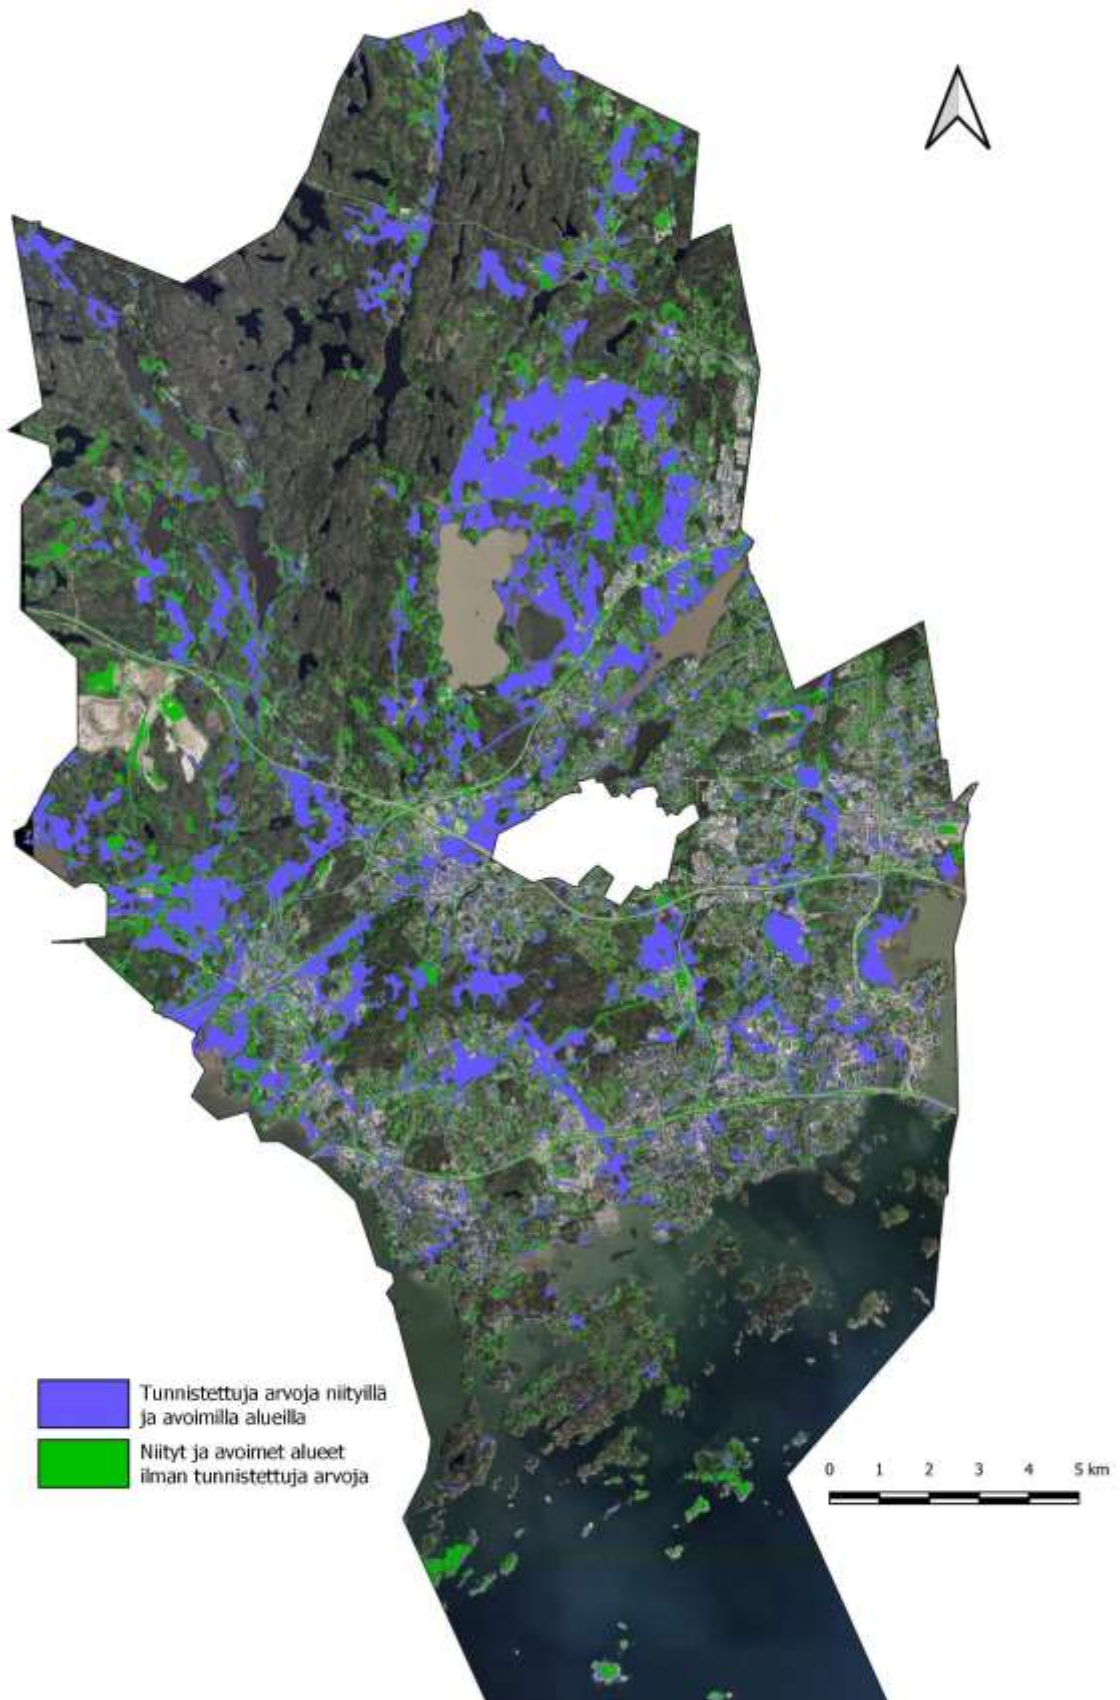 Tunnistettuja arvoja niityillä
ja avoimilla alueilla
Niityt ja avoimet alueet
ilman tunnistettuja arvoja
0 1 2 3 4 5 km